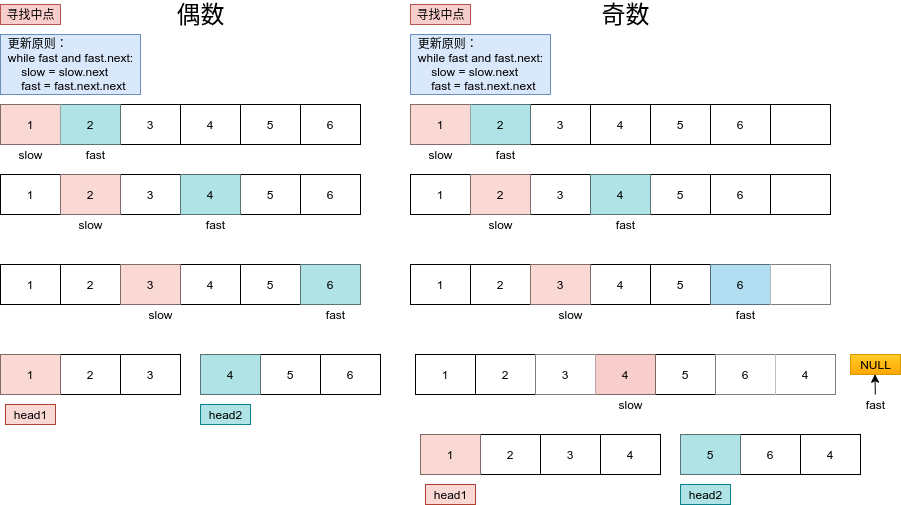 寻找中点
偶数
更新原则：
while fast and fast.next:
slow = slow.next
fast = fast.next.next
1 2 3 4 5 6
slow fast
1 2 3 4 5 6
slow fast
1 2 3 4 5 6
slow fast
1 2 3 4 5 6
head1 head2
寻找中点
奇数
更新原则：
while fast and fast.next:
slow = slow.next
fast = fast.next.next
1 2 3 4 5 6
slow fast
1 2 3 4 5 6
slow fast
1 2 3 4 5 6
slow fast
1 2 3 4 5 6 4 NULL
slow fast
1 2 3 4 5 6 4
head1 head2